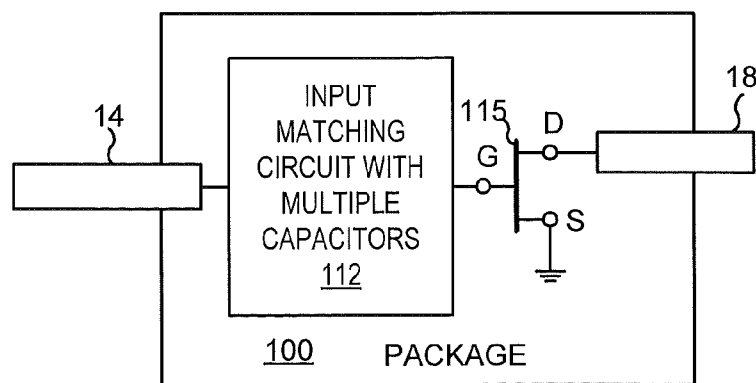 14
INPUT
MATCHING
CIRCUIT WITH
MULTIPLE
CAPACITORS
112
115
G
D
S
18
100 PACKAGE